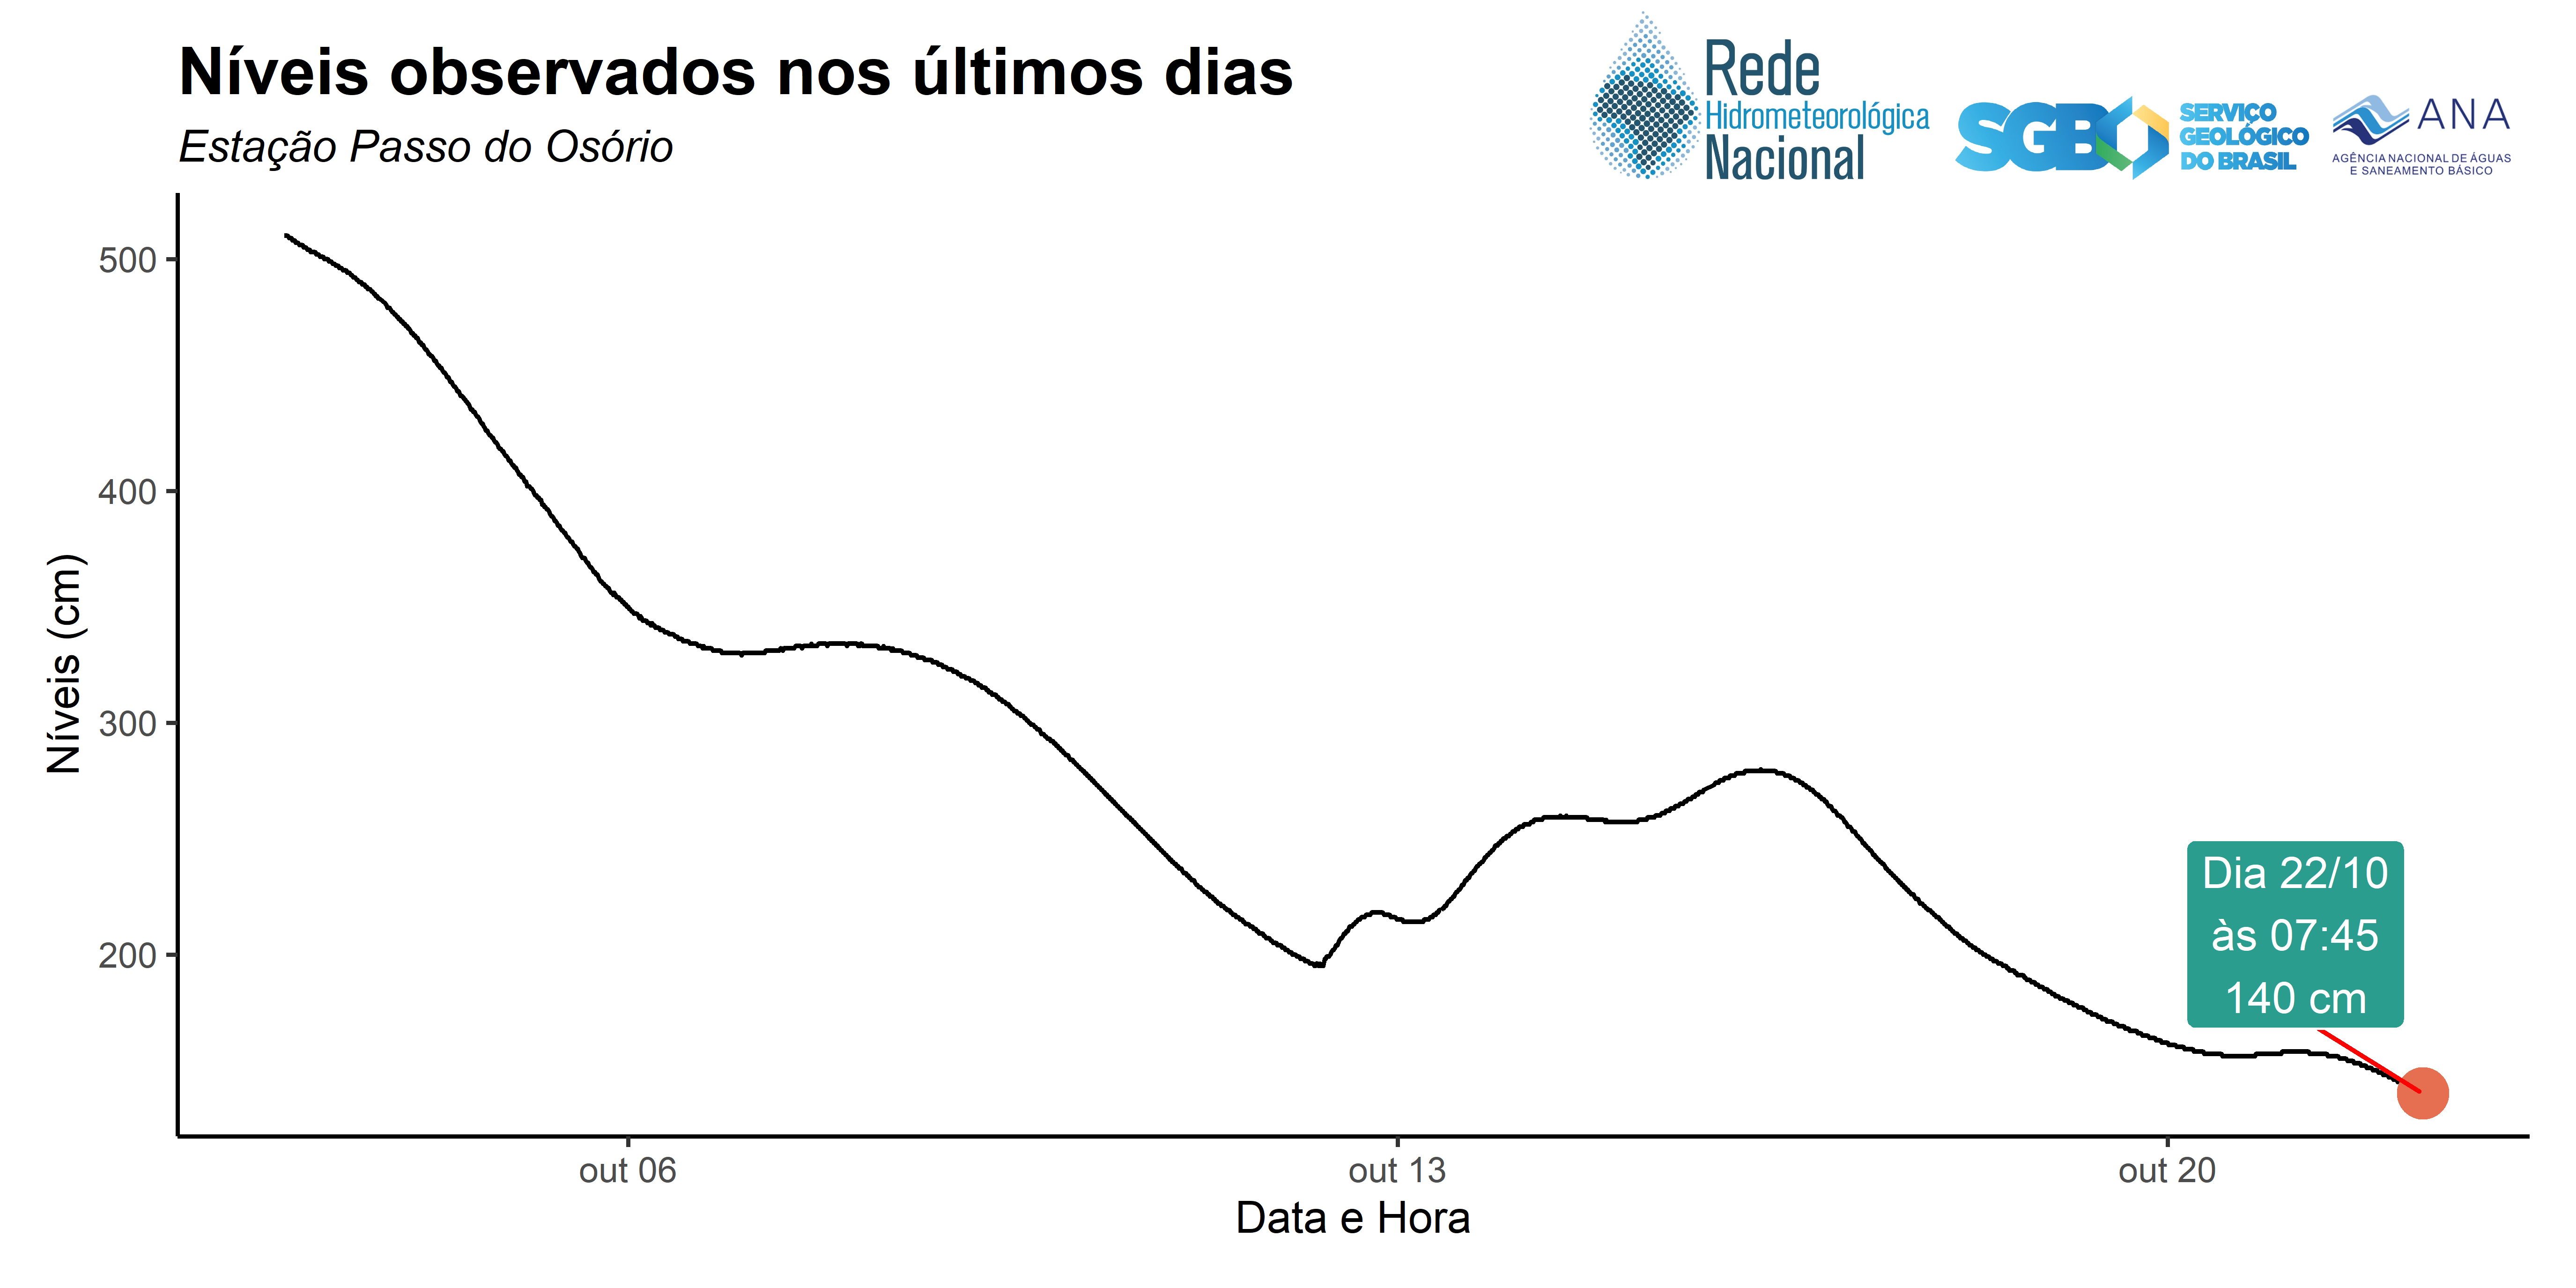 Níveis observados nos últimos dias
Estação Passo do Osório
Rede
Hidrometeorológica
Nacional
SGB
SERVIÇO
GEOLÓGICO
DO BRASIL
ANA
AGÊNCIA NACIONAL DE ÁGUAS
E SANEAMENTO BÁSICO
Níveis (cm)
500
400
300
200
Dia 22/10
às 07:45
140 cm
out 06
out 13
out 20
Data e Hora